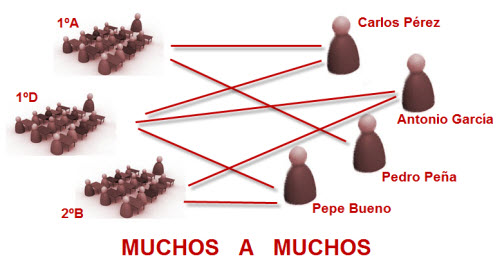 1ºA
Carlos Pérez
1ºD
Antonio García
Pedro Peña
2ºB
Pepe Bueno
MUCHOS A MUCHOS